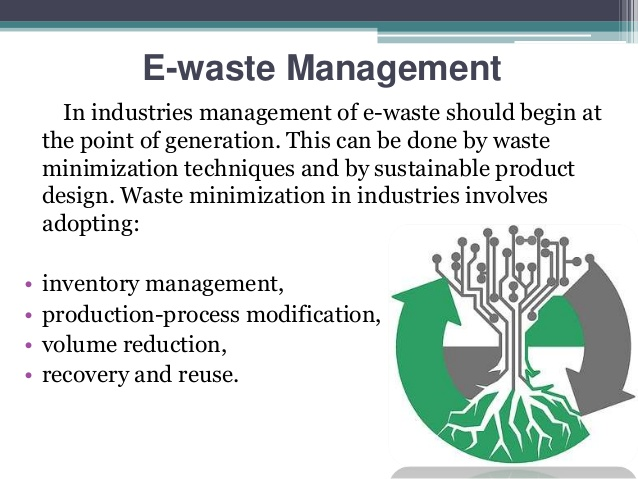 E-waste Management
In industries management of e-waste should begin at
the point of generation. This can be done by waste
minimization techniques and by sustainable product
design. Waste minimization in industries involves
adopting:
• inventory management,
• production-process modification,
• volume reduction,
• recovery and reuse.